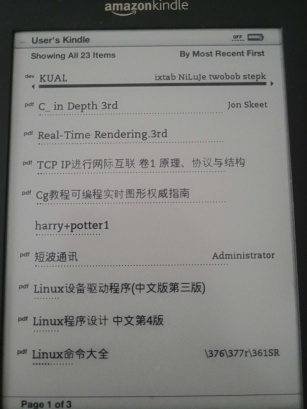 amazonkindle
User's Kindle OFF
Showing All 23 Items By Most Recent First
dev KUAL ixtab NiLuJe twobob stepk
pdf C_ in Depth 3rd Jon Skeet
pdf Real-Time Rendering.3rd
pdf TCP IP进行网际互联 卷1 原理、协议与结构
pdf Cg教程可编程实时图形权威指南
harry+potter1
pdf 短波通讯 Administrator
pdf Linux设备驱动程序(中文版第三版)
pdf Linux程序设计 中文第4版
pdf Linux命令大全 \376\377r\361SR
Page 1 of 3